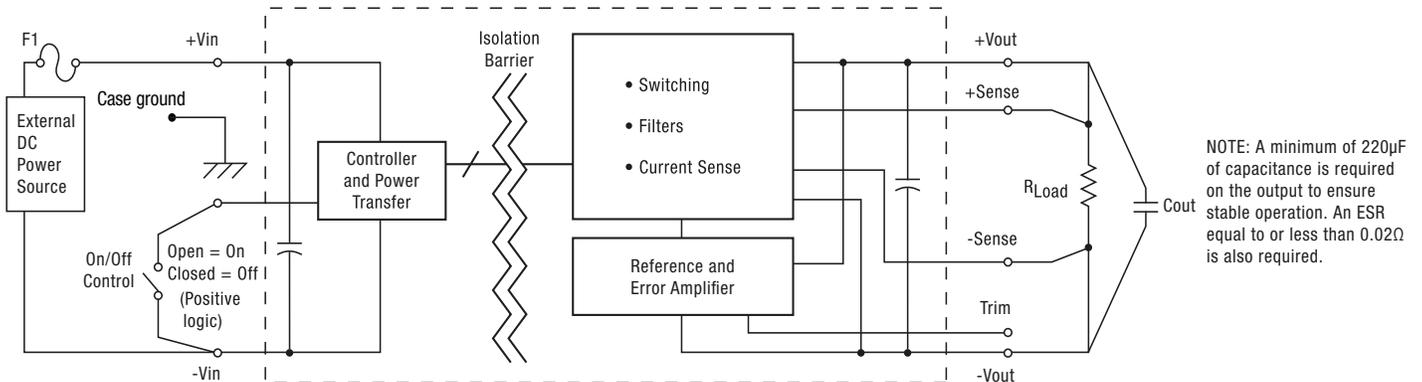 F1
+Vin
Case ground
External
DC
Power
Source
On/Off
Control
Open = On
Closed = Off
(Positive
logic)
-Vin
Controller
and Power
Transfer
Isolation
Barrier
• Switching
• Filters
• Current Sense
Reference and
Error Amplifier
+Vout
+Sense
RLoad
-Sense
Trim
-Vout
Cout
NOTE: A minimum of 220µF
of capacitance is required
on the output to ensure
stable operation. An ESR
equal to or less than 0.02Ω
is also required.